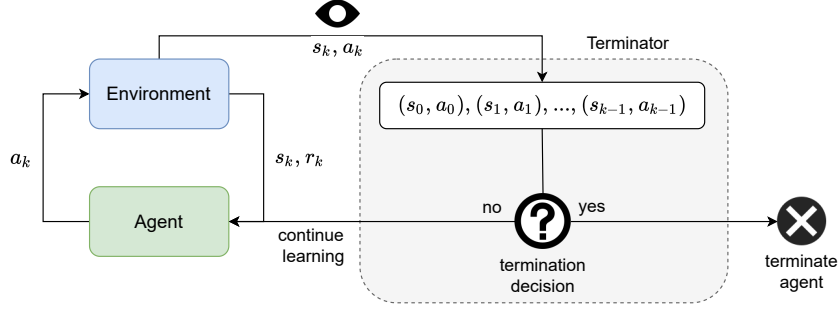 s_k, a_k
Terminator
Environment
(s_0, a_0), (s_1, a_1), ..., (s_{k-1}, a_{k-1})
a_k
s_k, r_k
Agent
no
?
yes
continue
learning
termination
decision
terminate
agent